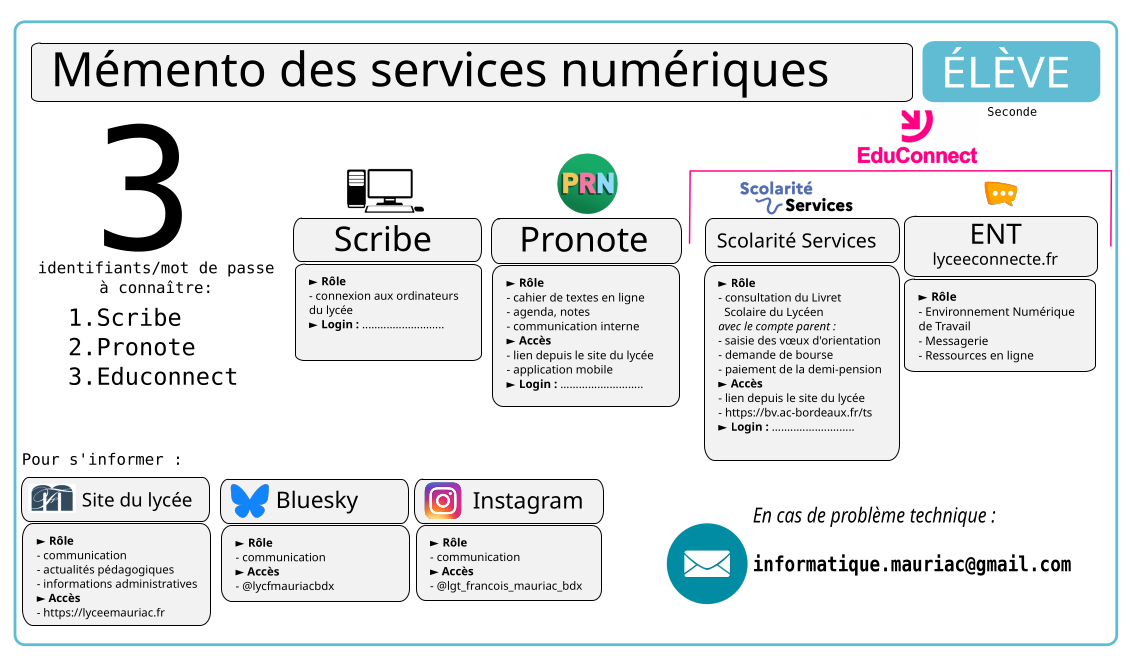 Mémento des services numériques
ÉLÈVE
Seconde
3
identifiants/mot de passe
à connaître:
1.Scribe
2.Pronote
3.Educonnect
Scribe
► Rôle
- connexion aux ordinateurs
du lycée
► Login : ...........................
PRN
Pronote
► Rôle
- cahier de textes en ligne
- agenda, notes
- communication interne
► Accès
- lien depuis le site du lycée
- application mobile
► Login : ...........................
EduConnect
Scolarité
Services
Scolarité Services
► Rôle
- consultation du Livret
Scolaire du Lycéen
avec le compte parent :
- saisie des vœux d'orientation
- demande de bourse
- paiement de la demi-pension
► Accès
- lien depuis le site du lycée
- https://bv.ac-bordeaux.fr/ts
► Login : ...........................
ENT
lyceeconnecte.fr
► Rôle
- Environnement Numérique
de Travail
- Messagerie
- Ressources en ligne
Pour s'informer :
Site du lycée
► Rôle
- communication
- actualités pédagogiques
- informations administratives
► Accès
- https://lyceemauriac.fr
Bluesky
► Rôle
- communication
► Accès
- @lycfmauriacbdx
Instagram
► Rôle
- communication
► Accès
- @lgt_francois_mauriac_bdx
En cas de problème technique :
informatique.mauriac@gmail.com